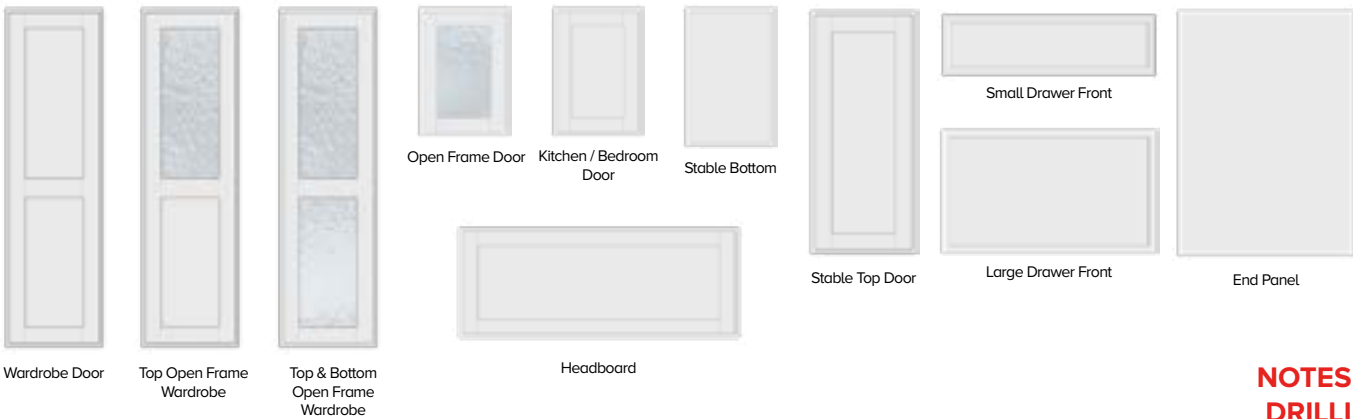 Wardrobe Door
Top Open Frame
Wardrobe
Top & Bottom
Open Frame
Wardrobe
Open Frame Door
Kitchen / Bedroom
Door
Stable Bottom
Headboard
Stable Top Door
Small Drawer Front
Large Drawer Front
End Panel
NOTES
DRILLI